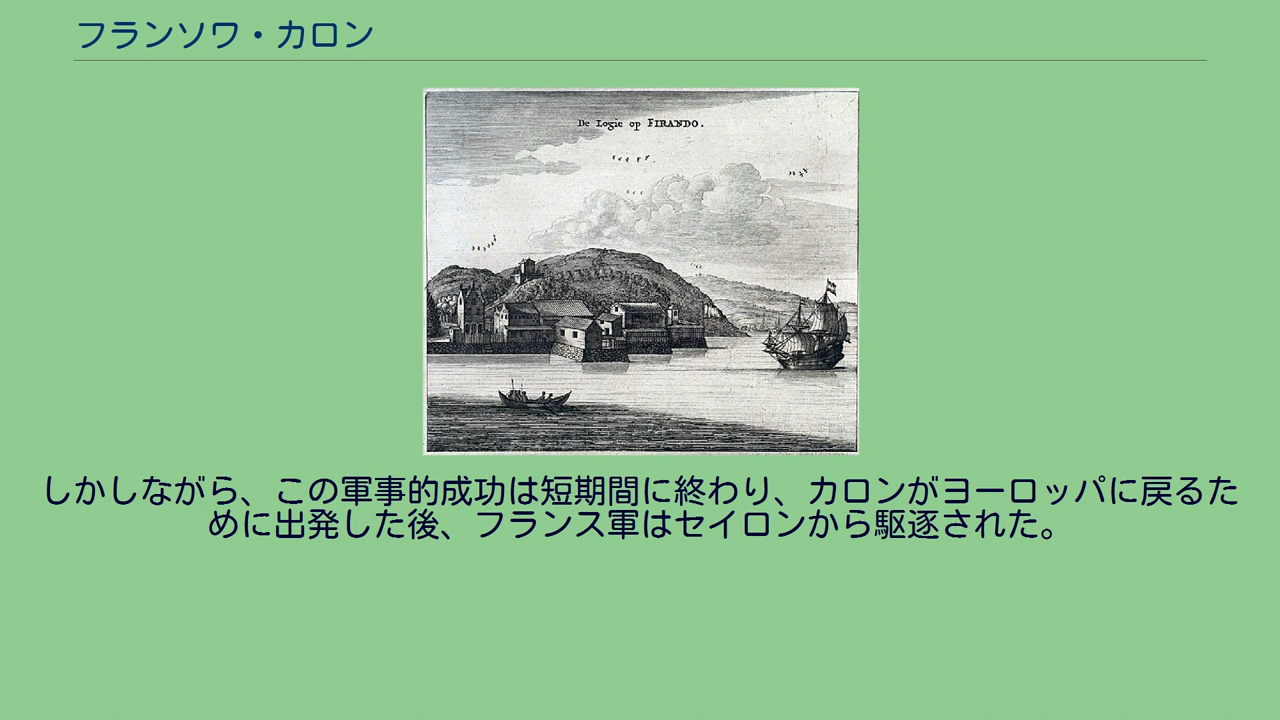 フランソワ・カロン
De Logie op FIRANDO.
しかしながら、この軍事的成功は短期間に終わり、カロンがヨーロッパに戻るた
めに出発した後、フランス軍はセイロンから駆逐された。